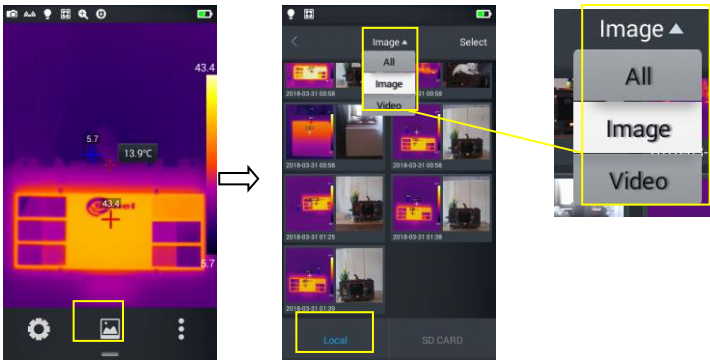 43.4
5.7
13.9°C
43.4
5.7
Image
Select
All
Image
Video
2018-03-31 00:58
2018-03-31 00:58
2018-03-31 00:58
2018-03-31 01:25
2018-03-31 01:38
2018-03-31 01:39
Local
SD CARD
Image
All
Image
Video